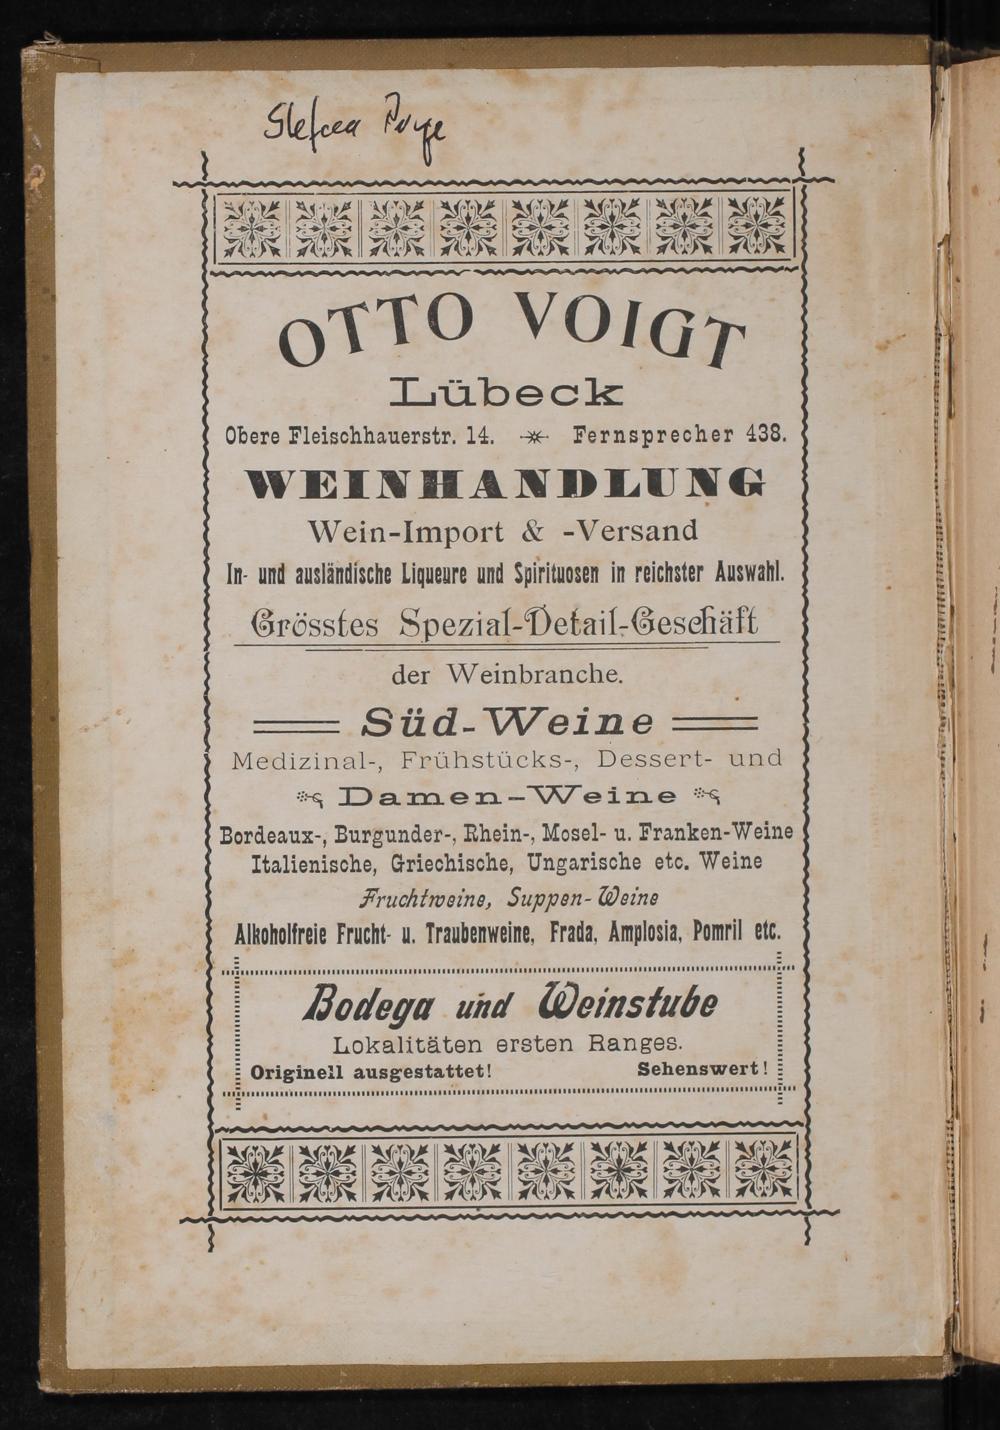 OTTO VOIGT
Lübeck
Obere Fleischhauerstr. 14. Fernsprecher 438.
WEINHANDLUNG
Wein-Import & -Versand
In- und ausländische Liqueure und Spirituosen in reichster Auswahl.
Grösstes Spezial-Detail-Geschäft
der Weinbranche.
Süd-Weine
Medizinal-, Frühstücks-, Dessert- und
Damen-Weine
Bordeaux-, Burgunder-, Rhein-, Mosel- u. Franken-Weine
Italienische, Griechische, Ungarische etc. Weine
Fruchtweine, Suppen-Weine
Alkoholfreie Frucht- u. Traubenweine, Frada, Amplosia, Pomril etc.
Bodega und Weinstube
Lokalitäten ersten Ranges.
Originell ausgestattet! Sehenswert!